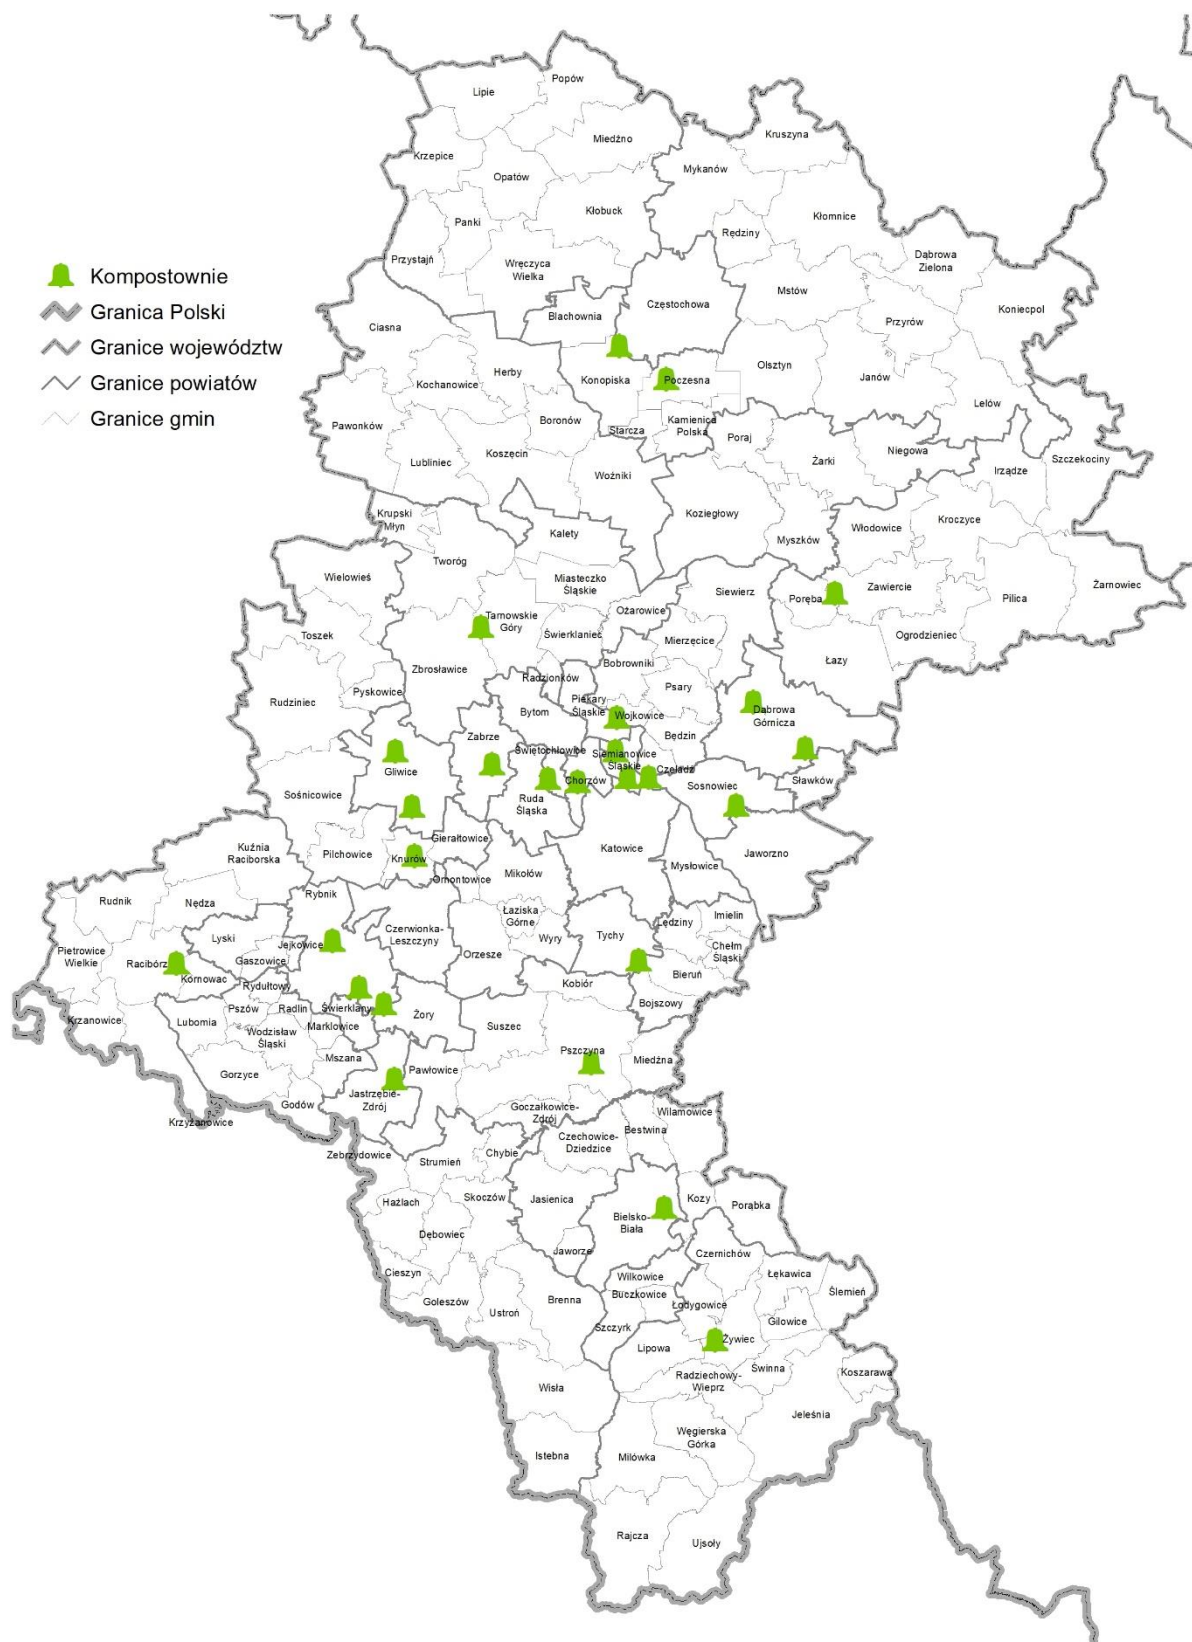 Kompostownie
Granica Polski
Granice województw
Granice powiatów
Granice gmin
Popów
Lipie
Kruszyna
Miedźno
Krzepice
Mykanów
Opatów
Kłobuck
Kłomnice
Panki
Rędziny
Dąbrowa
Zielona
Przystajń
Wręczyca
Wielka
Mstów
Częstochowa
Koniecpol
Blachownia
Przyrów
Ciasna
Olsztyn
Herby
Konopiska
Poczesna
Janów
Kochanowice
Lelów
Boronów
Kamienica
Polska
Pawonków
Starcza
Poraj
Niegowa
Koszęcin
Szczekociny
Lubliniec
Żarki
Irządze
Woźniki
Krupski
Młyn
Koziegłowy
Kroczyce
Włodowice
Kalety
Myszków
Tworóg
Wielowieś
Miasteczko
Śląskie
Żarnowiec
Zawiercie
Siewierz
Poręba
Pilica
Ożarowice
Tarnowskie
Góry
Toszek
Świerklaniec
Mierzęcice
Ogrodzieniec
Łazy
Bobrowniki
Zbrosławice
Radzionków
Psary
Pyskowice
Rudziniec
Piekary
Śląskie
Dąbrowa
Górnicza
Bytom
Wojkowice
Zabrze
Będzin
Świętochłowice
Siemianowice
Śląskie
Gliwice
Czeladź
Chorzów
Sławków
Sosnowiec
Sośnicowice
Ruda
Śląska
Gierałtowice
Kuźnia
Raciborska
Katowice
Pilchowice
Knurów
Jaworzno
Mysłowice
Mikołów
Ornontowice
Rybnik
Rudnik
Nędza
Łaziska
Górne
Imielin
Lędziny
Czerwionka-
Leszczyny
Tychy
Lyski
Wyry
Jejkowice
Chełm
Śląski
Pietrowice
Wielkie
Orzesze
Gaszowice
Racibórz
Bieruń
Kornowac
Kobiór
Rydułtowy
Bojszowy
Pszów
Radlin
Świerklany
Żory
Krzanowice
Lubomia
Marklowice
Suszec
Wodzisław
Śląski
Pszczyna
Mszana
Miedźna
Pawłowice
Gorzyce
Jastrzębie-
Zdrój
Godów
Goczałkowice-
Zdrój
Wilamowice
Krzyżanowice
Bestwina
Czechowice-
Dziedzice
Zebrzydowice
Chybie
Strumień
Skoczów
Jasienica
Kozy
Hażlach
Porąbka
Bielsko-
Biała
Dębowiec
Jaworze
Czernichów
Cieszyn
Wilkowice
Łękawica
Buczkowice
Ślemień
Goleszów
Brenna
Łodygowice
Ustroń
Gilowice
Szczyrk
Żywiec
Lipowa
Świnna
Radziechowy-
Wieprz
Koszarawa
Wisła
Jeleśnia
Węgierska
Górka
Istebna
Milówka
Rajcza
Ujsoły